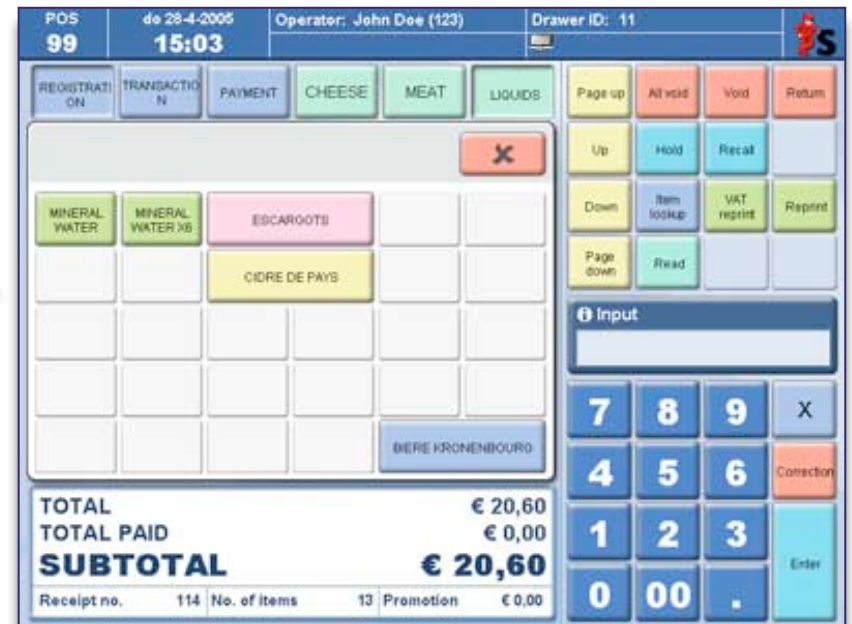 POS do 28-4-2005 Operator: John Doe (123) Drawer ID: 11
99 15:03
S
REGISTRATI
ON
TRANSACTIO
N
PAYMENT
CHEESE
MEAT
LIQUIDS
MINERAL
WATER
MINERAL
WATER X6
ESCAROOTS
CIDRE DE PAYS
BIERE KRONENBOURG
TOTAL € 20,60
TOTAL PAID € 0,00
SUBTOTAL € 20,60
Receipt no. 114 No. of items 13 Promotion € 0,00
Page up All void Void Return
Up Hold Recall
Down
Item
lookup
VAT
reprint
Reprint
Page
down
Read
Input
7 8 9 X
4 5 6 Correction
1 2 3
Enter
0 00 .